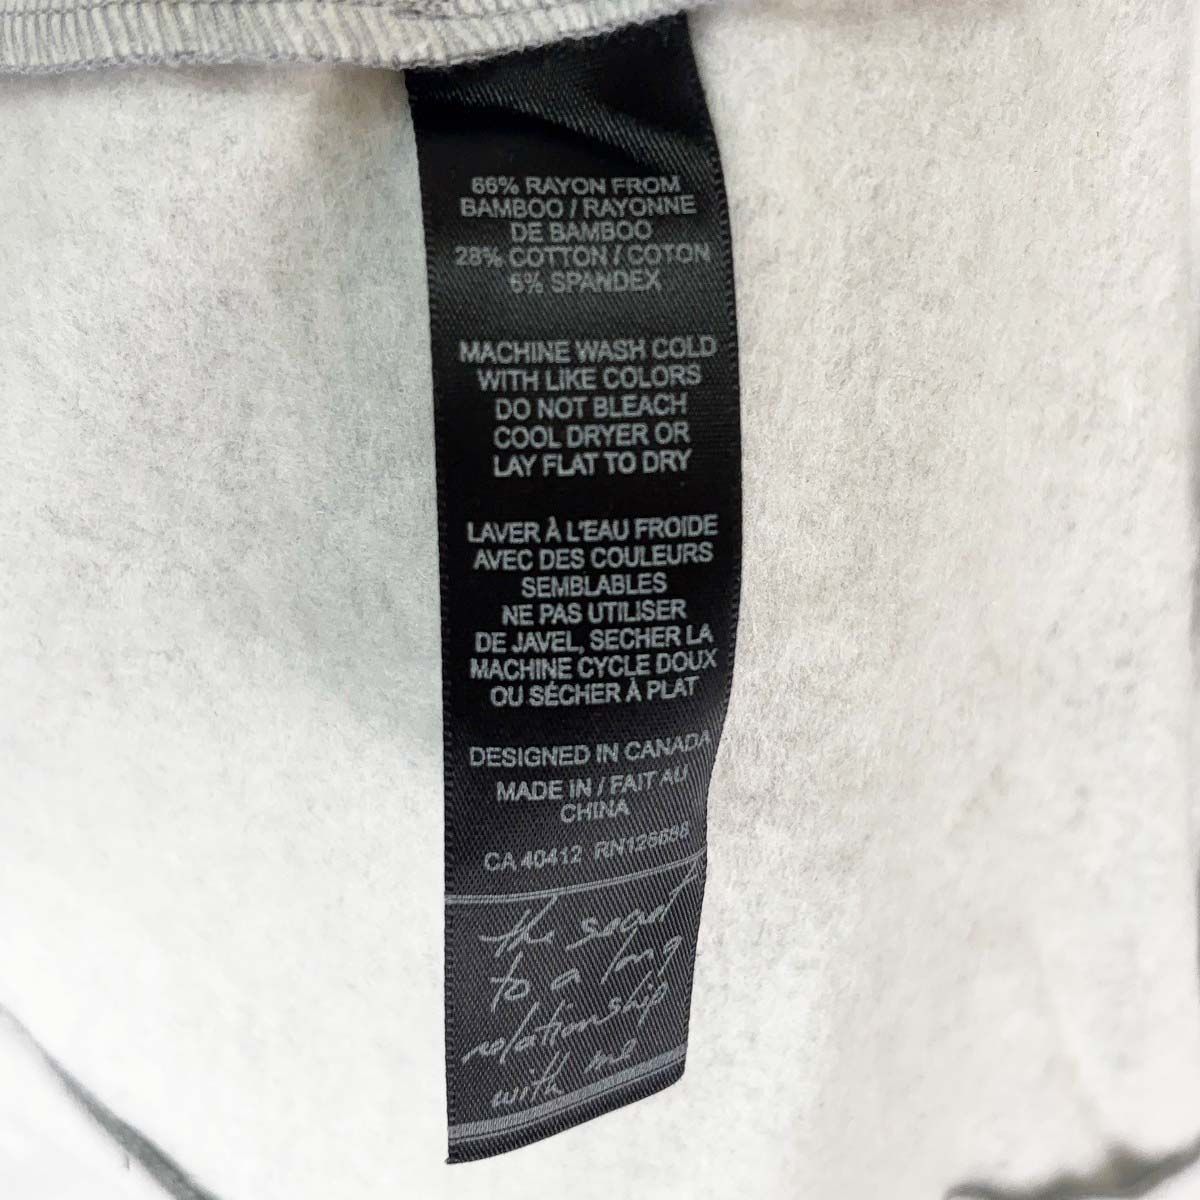 66% RAYON FROM
BAMBOO / RAYONNE
DE BAMBOO
28% COTTON / COTON
6% SPANDEX
MACHINE WASH COLD
WITH LIKE COLORS
DO NOT BLEACH
COOL DRYER OR
LAY FLAT TO DRY
LAVER À L'EAU FROIDE
AVEC DES COULEURS
SEMBLABLES
NE PAS UTILISER
DE JAVEL, SECHER LA
MACHINE CYCLE DOUX
OU SÉCHER À PLAT
DESIGNED IN CANADA
MADE IN / FAIT AU
CHINA
CA 40412
the secret
to a long
relationship
with me